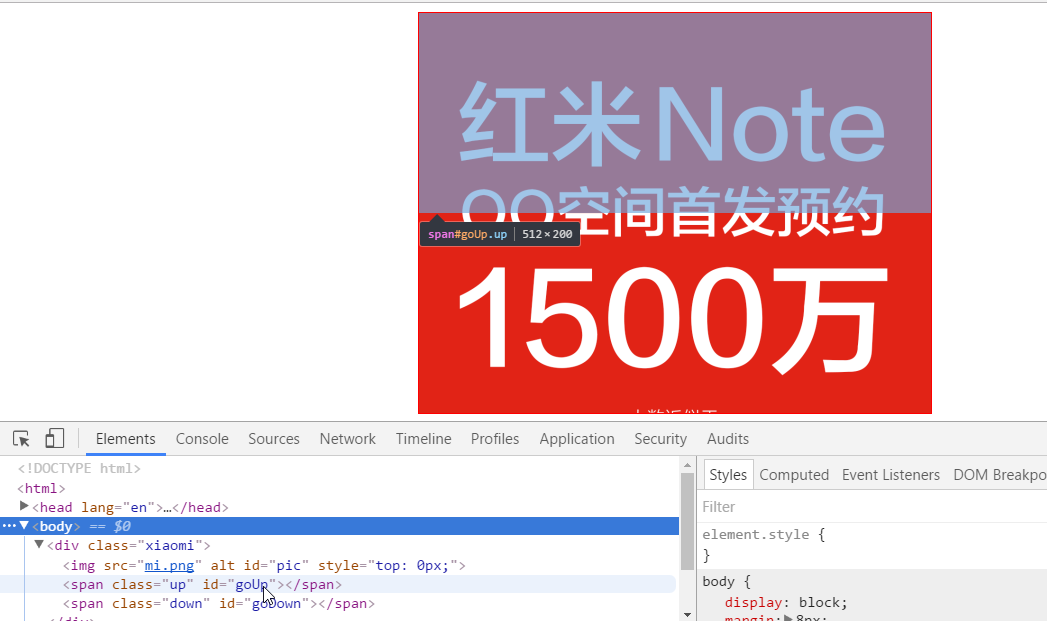 红米Note
QQ空间首发预约
span#goUp.up | 512×200
1500万
Elements Console Sources Network Timeline Profiles Application Security Audits
<!DOCTYPE html>
<html>
<head lang="en">…</head>
<body> == $0
<div class="xiaomi">
<img src="mi.png" alt id="pic" style="top: 0px;">
<span class="up" id="goUp"></span>
<span class="down" id="goDown"></span>
</div>
Styles Computed Event Listeners DOM Breakpo
Filter
element.style {
}
body {
display: block;
margin: 8px;